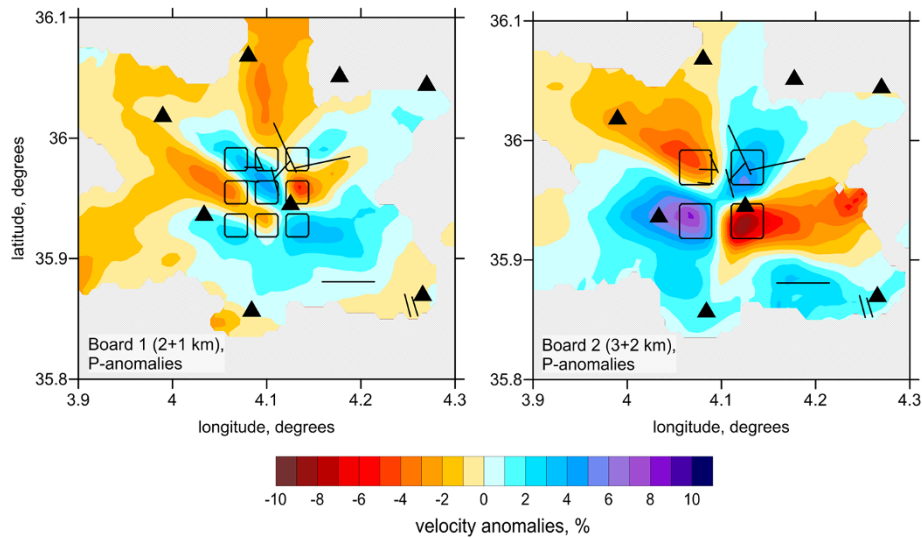 36.1
36
35.9
35.8
latitude, degrees
Board 1 (2+1 km),
P-anomalies
3.9 4 4.1 4.2 4.3
longitude, degrees
36.1
36
35.9
35.8
Board 2 (3+2 km),
P-anomalies
3.9 4 4.1 4.2 4.3
longitude, degrees
-10 -8 -6 -4 -2 0 2 4 6 8 10
velocity anomalies, %